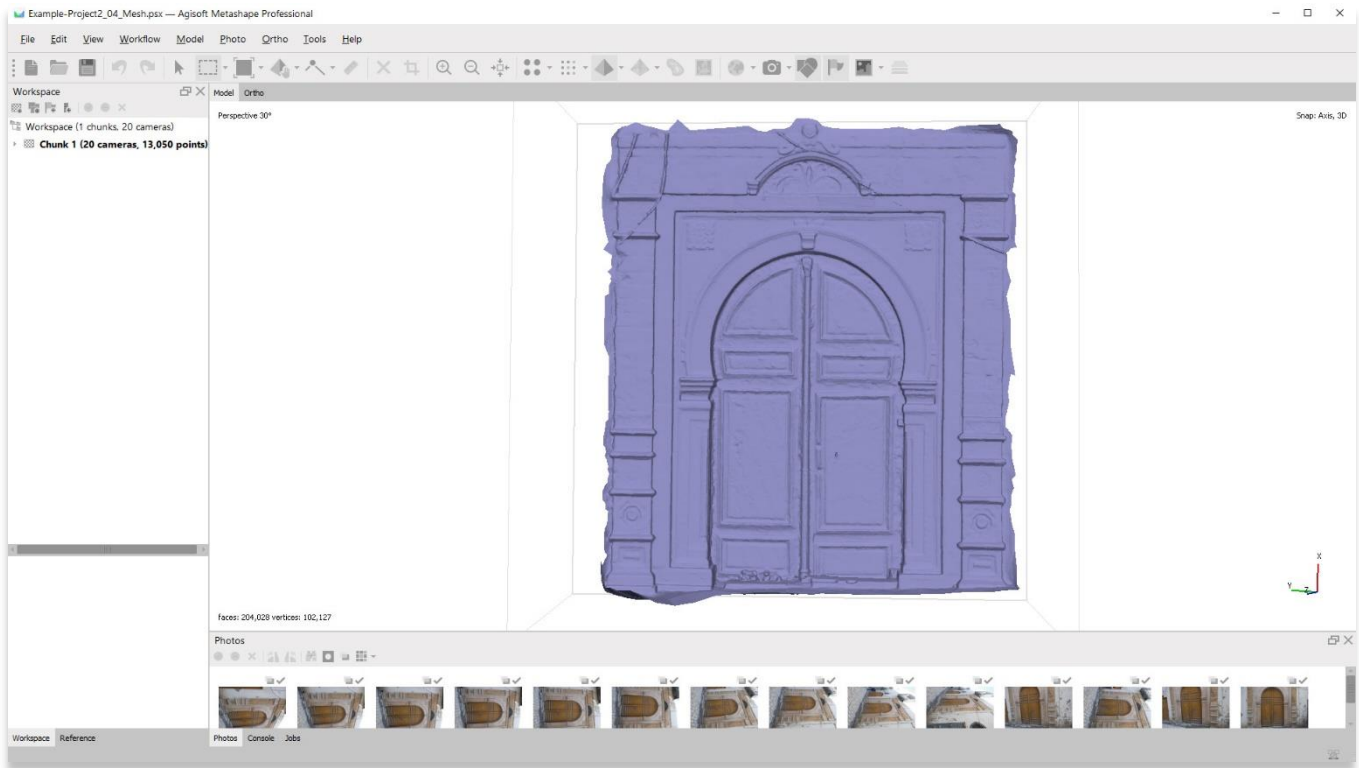 Example-Project2_04_Mesh.psx — Agisoft Metashape Professional
File Edit View Workflow Model Photo Ortho Tools Help
Workspace
Workspace (1 chunks, 20 cameras)
Chunk 1 (20 cameras, 13,050 points)
Model Ortho
Perspective 30°
Snap: Axis, 3D
X
Y
Z
faces: 204,028 vertices: 102,127
Photos
Workspace Reference
Photos Console Jobs